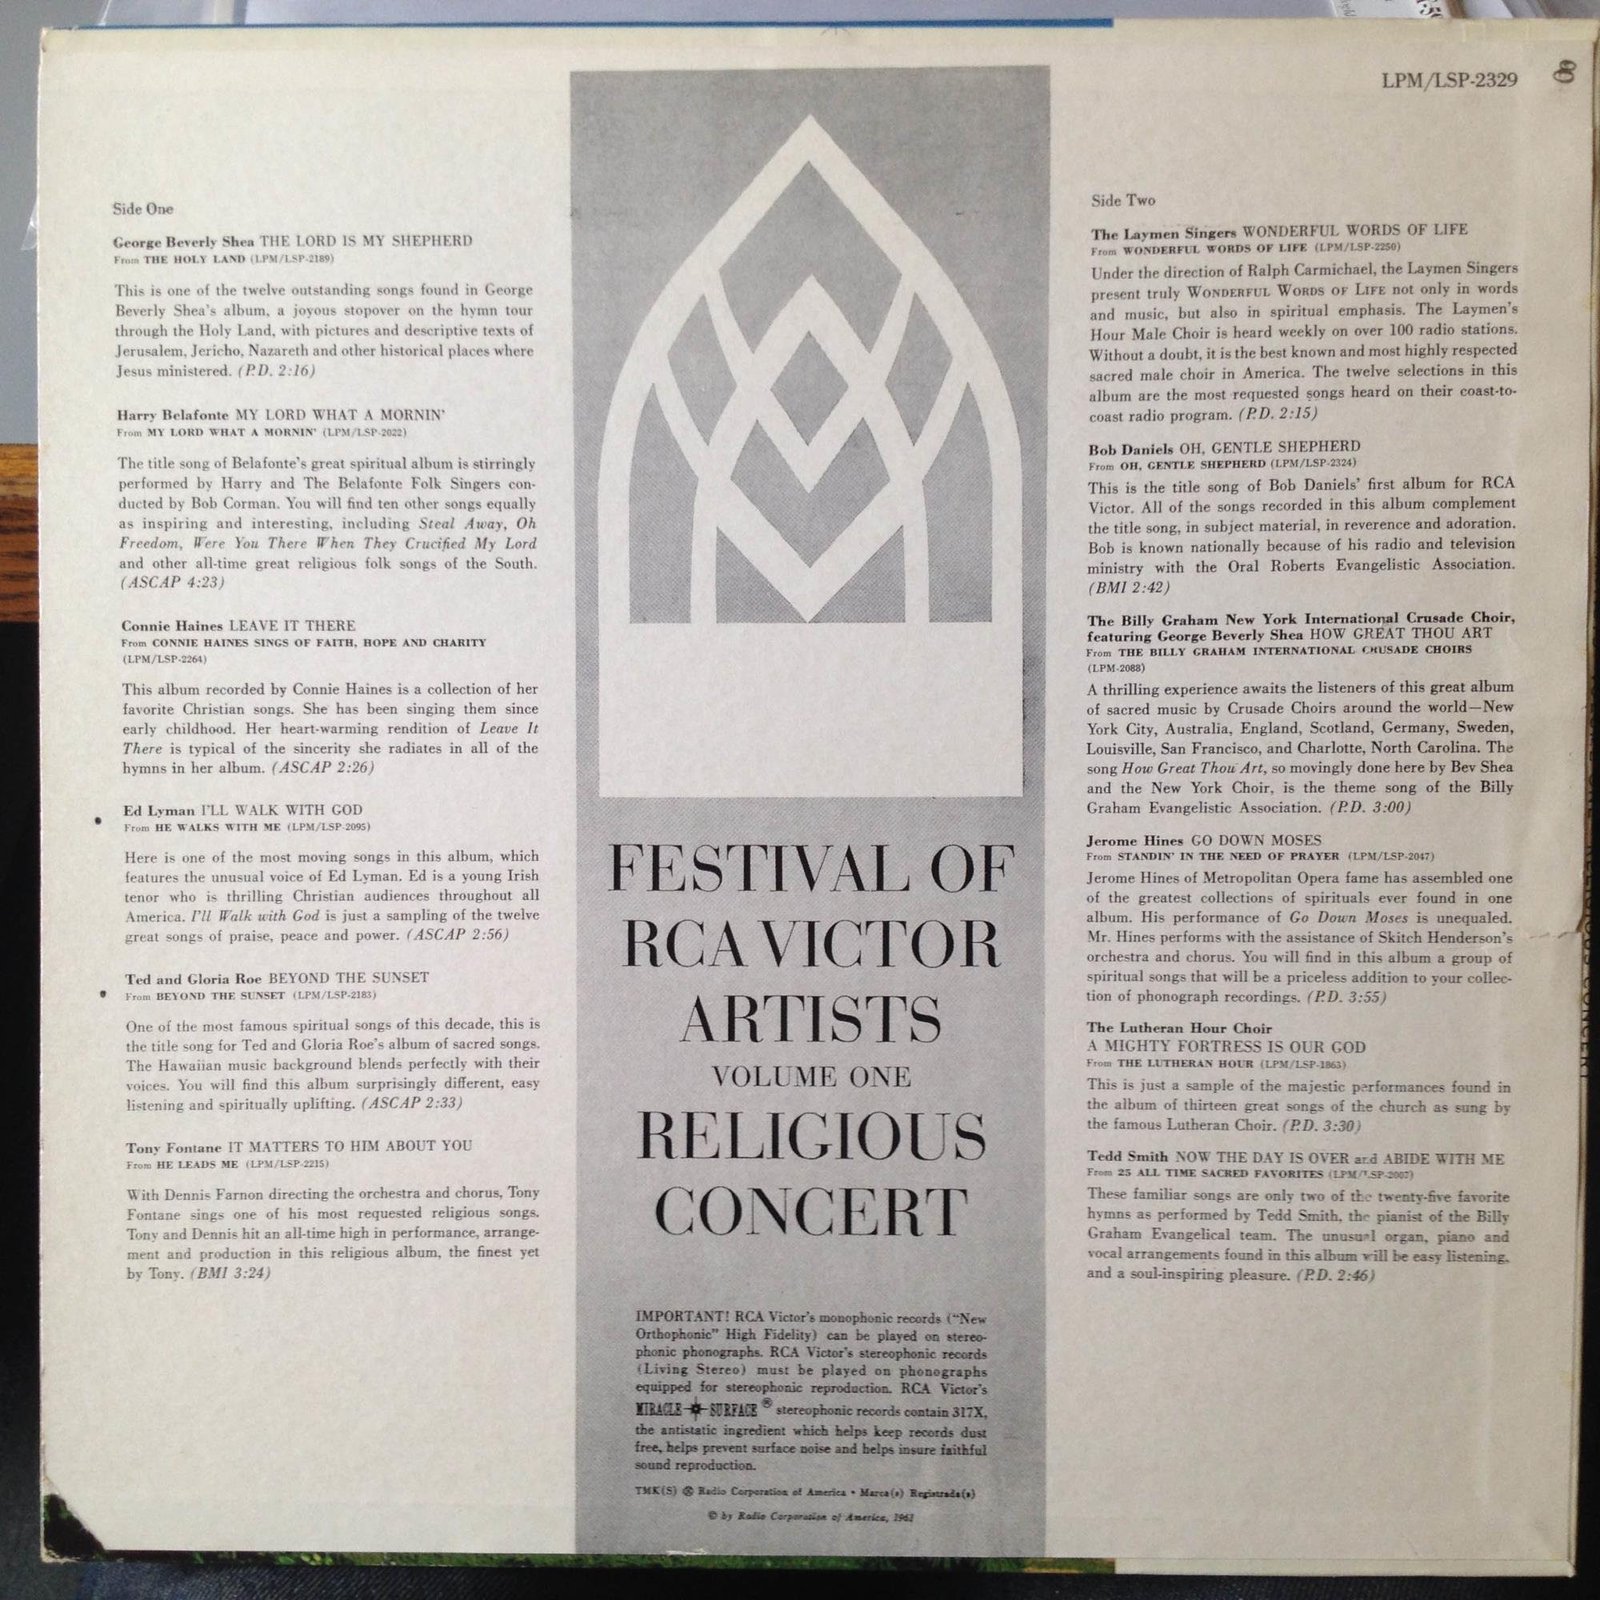 LPM/LSP-2329
Side One
George Beverly Shea THE LORD IS MY SHEPHERD
From THE HOLY LAND (LPM/LSP-2189)
This is one of the twelve outstanding songs found in George
Beverly Shea's album, a joyous stopover on the hymn tour
through the Holy Land, with pictures and descriptive texts of
Jerusalem, Jericho, Nazareth and other historical places where
Jesus ministered. (P.D. 2:16)
Harry Belafonte MY LORD WHAT A MORNIN'
From MY LORD WHAT A MORNIN' (LPM/LSP-2022)
The title song of Belafonte's great spiritual album is stirringly
performed by Harry and The Belafonte Folk Singers con-
ducted by Bob Corman. You will find ten other songs equally
as inspiring and interesting, including Steal Away, Oh
Freedom, Were You There When They Crucified My Lord
and other all-time great religious folk songs of the South.
(ASCAP 4:23)
Connie Haines LEAVE IT THERE
From CONNIE HAINES SINGS OF FAITH, HOPE AND CHARITY
(LPM/LSP-2264)
This album recorded by Connie Haines is a collection of her
favorite Christian songs. She has been singing them since
early childhood. Her heart-warming rendition of Leave It
There is typical of the sincerity she radiates in all of the
hymns in her album. (ASCAP 2:26)
Ed Lyman I'LL WALK WITH GOD
From HE WALKS WITH ME (LPM/LSP-2095)
Here is one of the most moving songs in this album, which
features the unusual voice of Ed Lyman. Ed is a young Irish
tenor who is thrilling Christian audiences throughout all
America. I'll Walk with God is just a sampling of the twelve
great songs of praise, peace and power. (ASCAP 2:56)
Ted and Gloria Roe BEYOND THE SUNSET
From BEYOND THE SUNSET (LPM/LSP-2183)
One of the most famous spiritual songs of this decade, this is
the title song for Ted and Gloria Roe's album of sacred songs.
The Hawaiian music background blends perfectly with their
voices. You will find this album surprisingly different, easy
listening and spiritually uplifting. (ASCAP 2:33)
Tony Fontane IT MATTERS TO HIM ABOUT YOU
From HE LEADS ME (LPM/LSP-2215)
With Dennis Farnon directing the orchestra and chorus, Tony
Fontane sings one of his most requested religious songs.
Tony and Dennis hit an all-time high in performance, arrange-
ment and production in this religious album, the finest yet
by Tony. (BMI 3:24)
FESTIVAL OF
RCA VICTOR
ARTISTS
VOLUME ONE
RELIGIOUS
CONCERT
IMPORTANT! RCA Victor's monophonic records ("New
Orthophonic" High Fidelity) can be played on stereo-
phonic phonographs. RCA Victor's stereophonic records
(Living Stereo) must be played on phonographs
equipped for stereophonic reproduction. RCA Victor's
MIRACLE SURFACE ® stereophonic records contain 317X,
the antistatic ingredient which helps keep records dust
free, helps prevent surface noise and helps insure faithful
sound reproduction.
TMK(S) ® Radio Corporation of America • Marca(s) Registrada(s)
© by Radio Corporation of America, 1961
Side Two
The Laymen Singers WONDERFUL WORDS OF LIFE
From WONDERFUL WORDS OF LIFE (LPM/LSP-2250)
Under the direction of Ralph Carmichael, the Laymen Singers
present truly WONDERFUL WORDS OF LIFE not only in words
and music, but also in spiritual emphasis. The Laymen's
Hour Male Choir is heard weekly on over 100 radio stations.
Without a doubt, it is the best known and most highly respected
sacred male choir in America. The twelve selections in this
album are the most requested songs heard on their coast-to-
coast radio program. (P.D. 2:15)
Bob Daniels OH, GENTLE SHEPHERD
From OH, GENTLE SHEPHERD (LPM/LSP-2324)
This is the title song of Bob Daniels' first album for RCA
Victor. All of the songs recorded in this album complement
the title song, in subject material, in reverence and adoration.
Bob is known nationally because of his radio and television
ministry with the Oral Roberts Evangelistic Association.
(BMI 2:42)
The Billy Graham New York International Crusade Choir,
featuring George Beverly Shea HOW GREAT THOU ART
From THE BILLY GRAHAM INTERNATIONAL CRUSADE CHOIRS
(LPM-2088)
A thrilling experience awaits the listeners of this great album
of sacred music by Crusade Choirs around the world—New
York City, Australia, England, Scotland, Germany, Sweden,
Louisville, San Francisco, and Charlotte, North Carolina. The
song How Great Thou Art, so movingly done here by Bev Shea
and the New York Choir, is the theme song of the Billy
Graham Evangelistic Association. (P.D. 3:00)
Jerome Hines GO DOWN MOSES
From STANDIN' IN THE NEED OF PRAYER (LPM/LSP-2047)
Jerome Hines of Metropolitan Opera fame has assembled one
of the greatest collections of spirituals ever found in one
album. His performance of Go Down Moses is unequaled.
Mr. Hines performs with the assistance of Skitch Henderson's
orchestra and chorus. You will find in this album a group of
spiritual songs that will be a priceless addition to your collec-
tion of phonograph recordings. (P.D. 3:55)
The Lutheran Hour Choir
A MIGHTY FORTRESS IS OUR GOD
From THE LUTHERAN HOUR (LPM/LSP-1863)
This is just a sample of the majestic performances found in
the album of thirteen great songs of the church as sung by
the famous Lutheran Choir. (P.D. 3:30)
Tedd Smith NOW THE DAY IS OVER and ABIDE WITH ME
From 25 ALL TIME SACRED FAVORITES (LPM/LSP-2007)
These familiar songs are only two of the twenty-five favorite
hymns as performed by Tedd Smith, the pianist of the Billy
Graham Evangelical team. The unusual organ, piano and
vocal arrangements found in this album will be easy listening,
and a soul-inspiring pleasure. (P.D. 2:46)